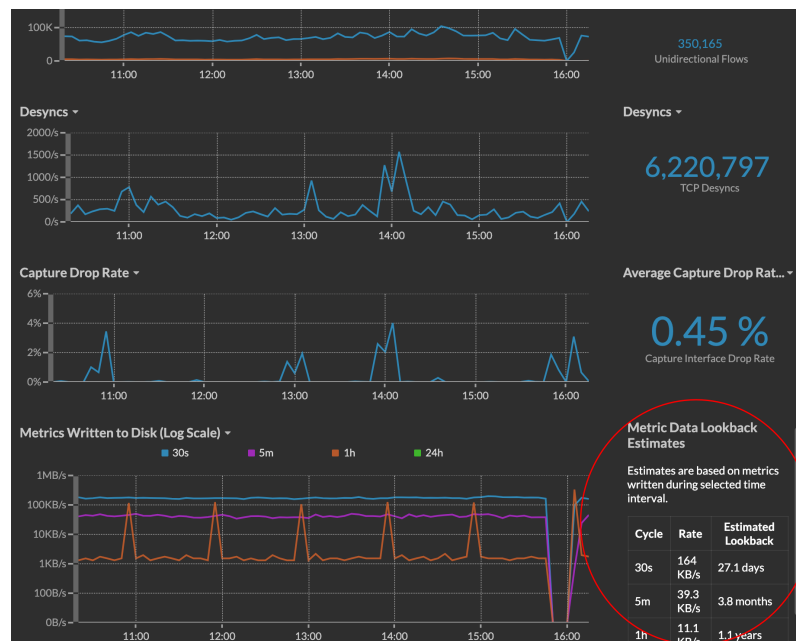 100K
0
11:00 12:00 13:00 14:00 15:00 16:00
350,165
Unidirectional Flows
Desyncs
2000/s
1500/s
1000/s
500/s
0/s
11:00 12:00 13:00 14:00 15:00 16:00
Desyncs
6,220,797
TCP Desyncs
Capture Drop Rate
6%
4%
2%
0%
11:00 12:00 13:00 14:00 15:00 16:00
Average Capture Drop Rat...
0.45 %
Capture Interface Drop Rate
Metrics Written to Disk (Log Scale)
30s 5m 1h 24h
1MB/s
100KB/s
10KB/s
1KB/s
100B/s
0B/s
11:00 12:00 13:00 14:00 15:00 16:00
Metric Data Lookback
Estimates
Estimates are based on metrics
written during selected time
interval.
Cycle Rate Estimated
Lookback
30s 164
KB/s 27.1 days
5m 39.3
KB/s 3.8 months
1h 11.1
KB/s 1.1 years